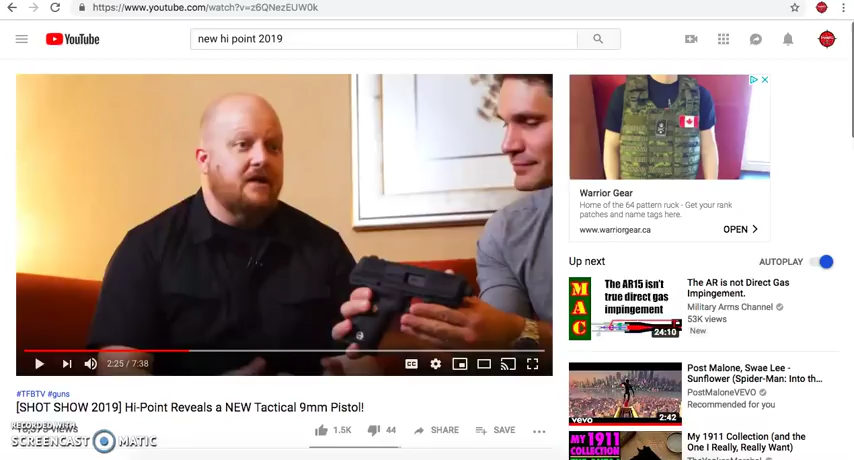 https://www.youtube.com/watch?v=z6QNezEUW0k
YouTube
new hi point 2019
2:25 / 7:38
CC
#TFBTV #guns
[SHOT SHOW 2019] Hi-Point Reveals a NEW Tactical 9mm Pistol!
views
1.5K
44
SHARE
SAVE
RECORDED WITH
SCREENCAST MATIC
Warrior Gear
Home of the 64 pattern ruck - Get your rank
patches and name tags here.
www.warriorgear.ca
OPEN
Up next
AUTOPLAY
MAC
The AR15 isn't
true direct gas
impingement
24:10
The AR is not Direct Gas
Impingement.
Military Arms Channel
53K views
New
vevo
2:42
Post Malone, Swae Lee -
Sunflower (Spider-Man: Into th...
PostMaloneVEVO
Recommended for you
MY 1911
COLLECTION
My 1911 Collection (and the
One I Really, Really Want)